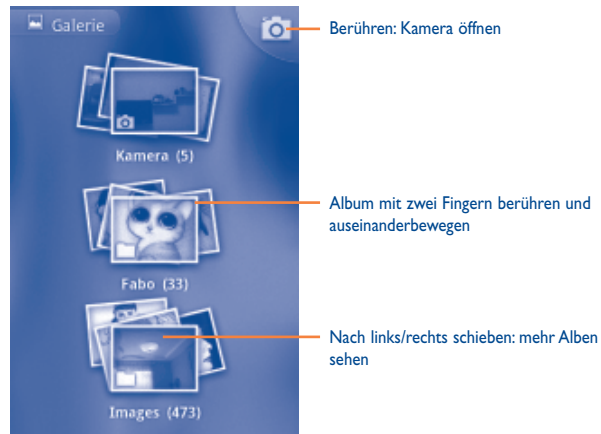 Galerie
Berühren: Kamera öffnen
Kamera (5)
Album mit zwei Fingern berühren und
auseinanderbewegen
Fabo (33)
Nach links/rechts schieben: mehr Alben
sehen
Images (473)